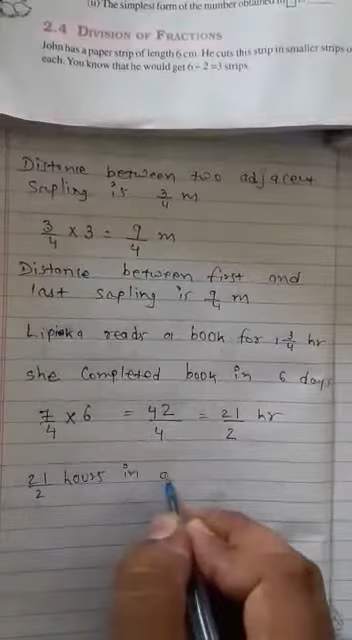 (ii) The simplest form of the number obtained in
2.4 DIVISION OF FRACTIONS
John has a paper strip of length 6 cm. He cuts this strip in smaller strips
each. You know that he would get 6 ÷ 2 = 3 strips.
Distance between two adjacent
sapling is 3/4 m
3/4 × 3 = 9/4 m
Distance between first and
last sapling is 9/4 m
Lipika reads a book for 1 3/4 hr
she completed book in 6 days
7/4 × 6 = 42/4 = 21/2 hr
21/2 hours in